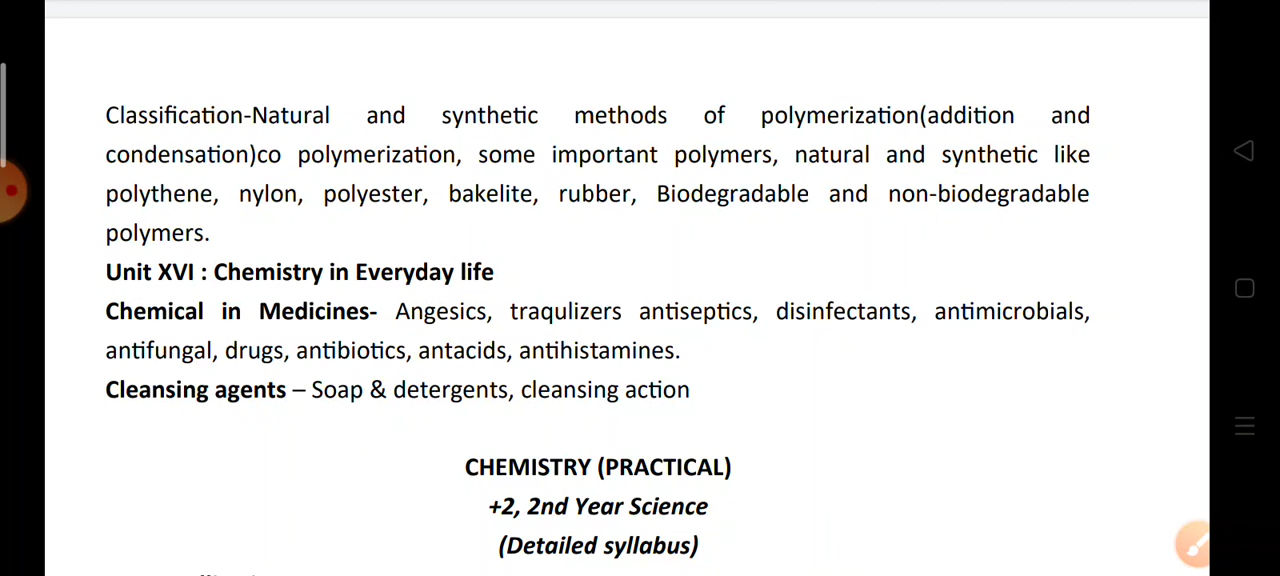 Classification-Natural and synthetic methods of polymerization(addition and
condensation)co polymerization, some important polymers, natural and synthetic like
polythene, nylon, polyester, bakelite, rubber, Biodegradable and non-biodegradable
polymers.
Unit XVI : Chemistry in Everyday life
Chemical in Medicines- Angesics, traqulizers antiseptics, disinfectants, antimicrobials,
antifungal, drugs, antibiotics, antacids, antihistamines.
Cleansing agents – Soap & detergents, cleansing action
CHEMISTRY (PRACTICAL)
+2, 2nd Year Science
(Detailed syllabus)